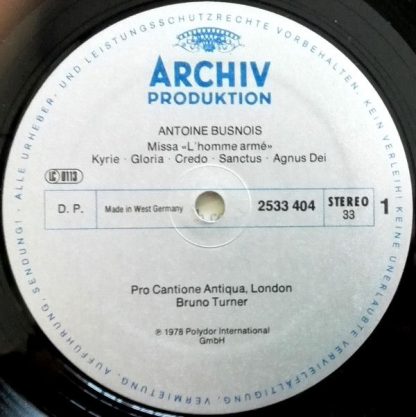 ALLE URHEBER- UND LEISTUNGSSCHUTZRECHTE VORBEHALTEN. KEIN VERLEIH! KEINE UNERLAUBTE VERVIELFÄLTIGUNG, VERMIETUNG, AUFFÜHRUNG, SENDUNG!
ARCHIV
PRODUKTION
ANTOINE BUSNOIS
Missa «L'homme armé»
Kyrie · Gloria · Credo · Sanctus · Agnus Dei
LC 0113
D. P.
Made in West Germany
2533 404
STEREO
33
1
Pro Cantione Antiqua, London
Bruno Turner
℗ 1978 Polydor International
GmbH